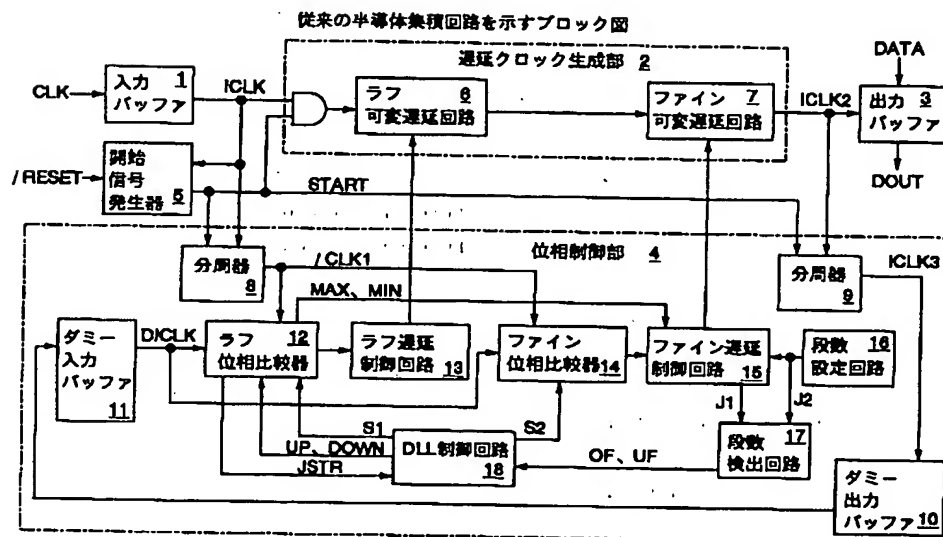 従来の半導体集積回路を示すブロック図
遅延クロック生成部 2
DATA
CLK
入力 1
バッファ
ICLK
ラフ 6
可変遅延回路
ファイン 7
可変遅延回路
ICLK2
出力 3
バッファ
/RESET
開始
信号
発生器 5
START
DOUT
位相制御部 4
分周器
8
/CLK1
分周器
9
ICLK3
MAX、MIN
ダミー
入力
バッファ
11
D/CLK
ラフ 12
位相比較器
ラフ遅延
制御回路 13
ファイン
位相比較器 14
ファイン遅延
制御回路 15
段数 16
設定回路
J1
J2
S1
S2
UP、DOWN
JSTR
DLL制御回路
18
OF、UF
段数 17
検出回路
ダミー
出力
バッファ 10